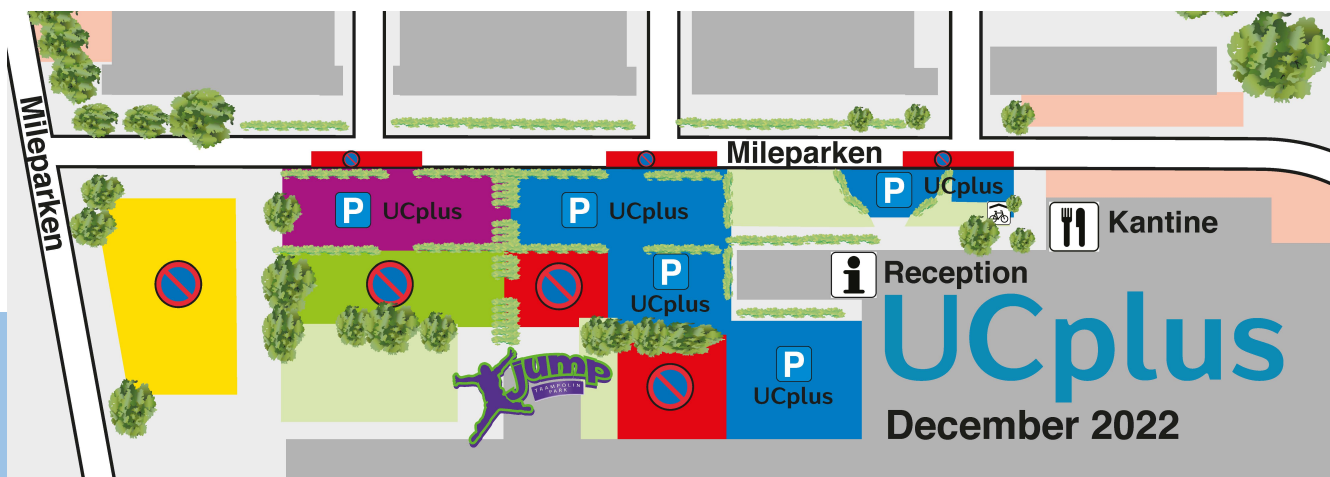 Mileparken
Mileparken
P UCplus
P UCplus
P UCplus
P
UCplus
Kantine
i Reception
UCplus
December 2022
jump
TRAMPOLIN
PARK
P
UCplus